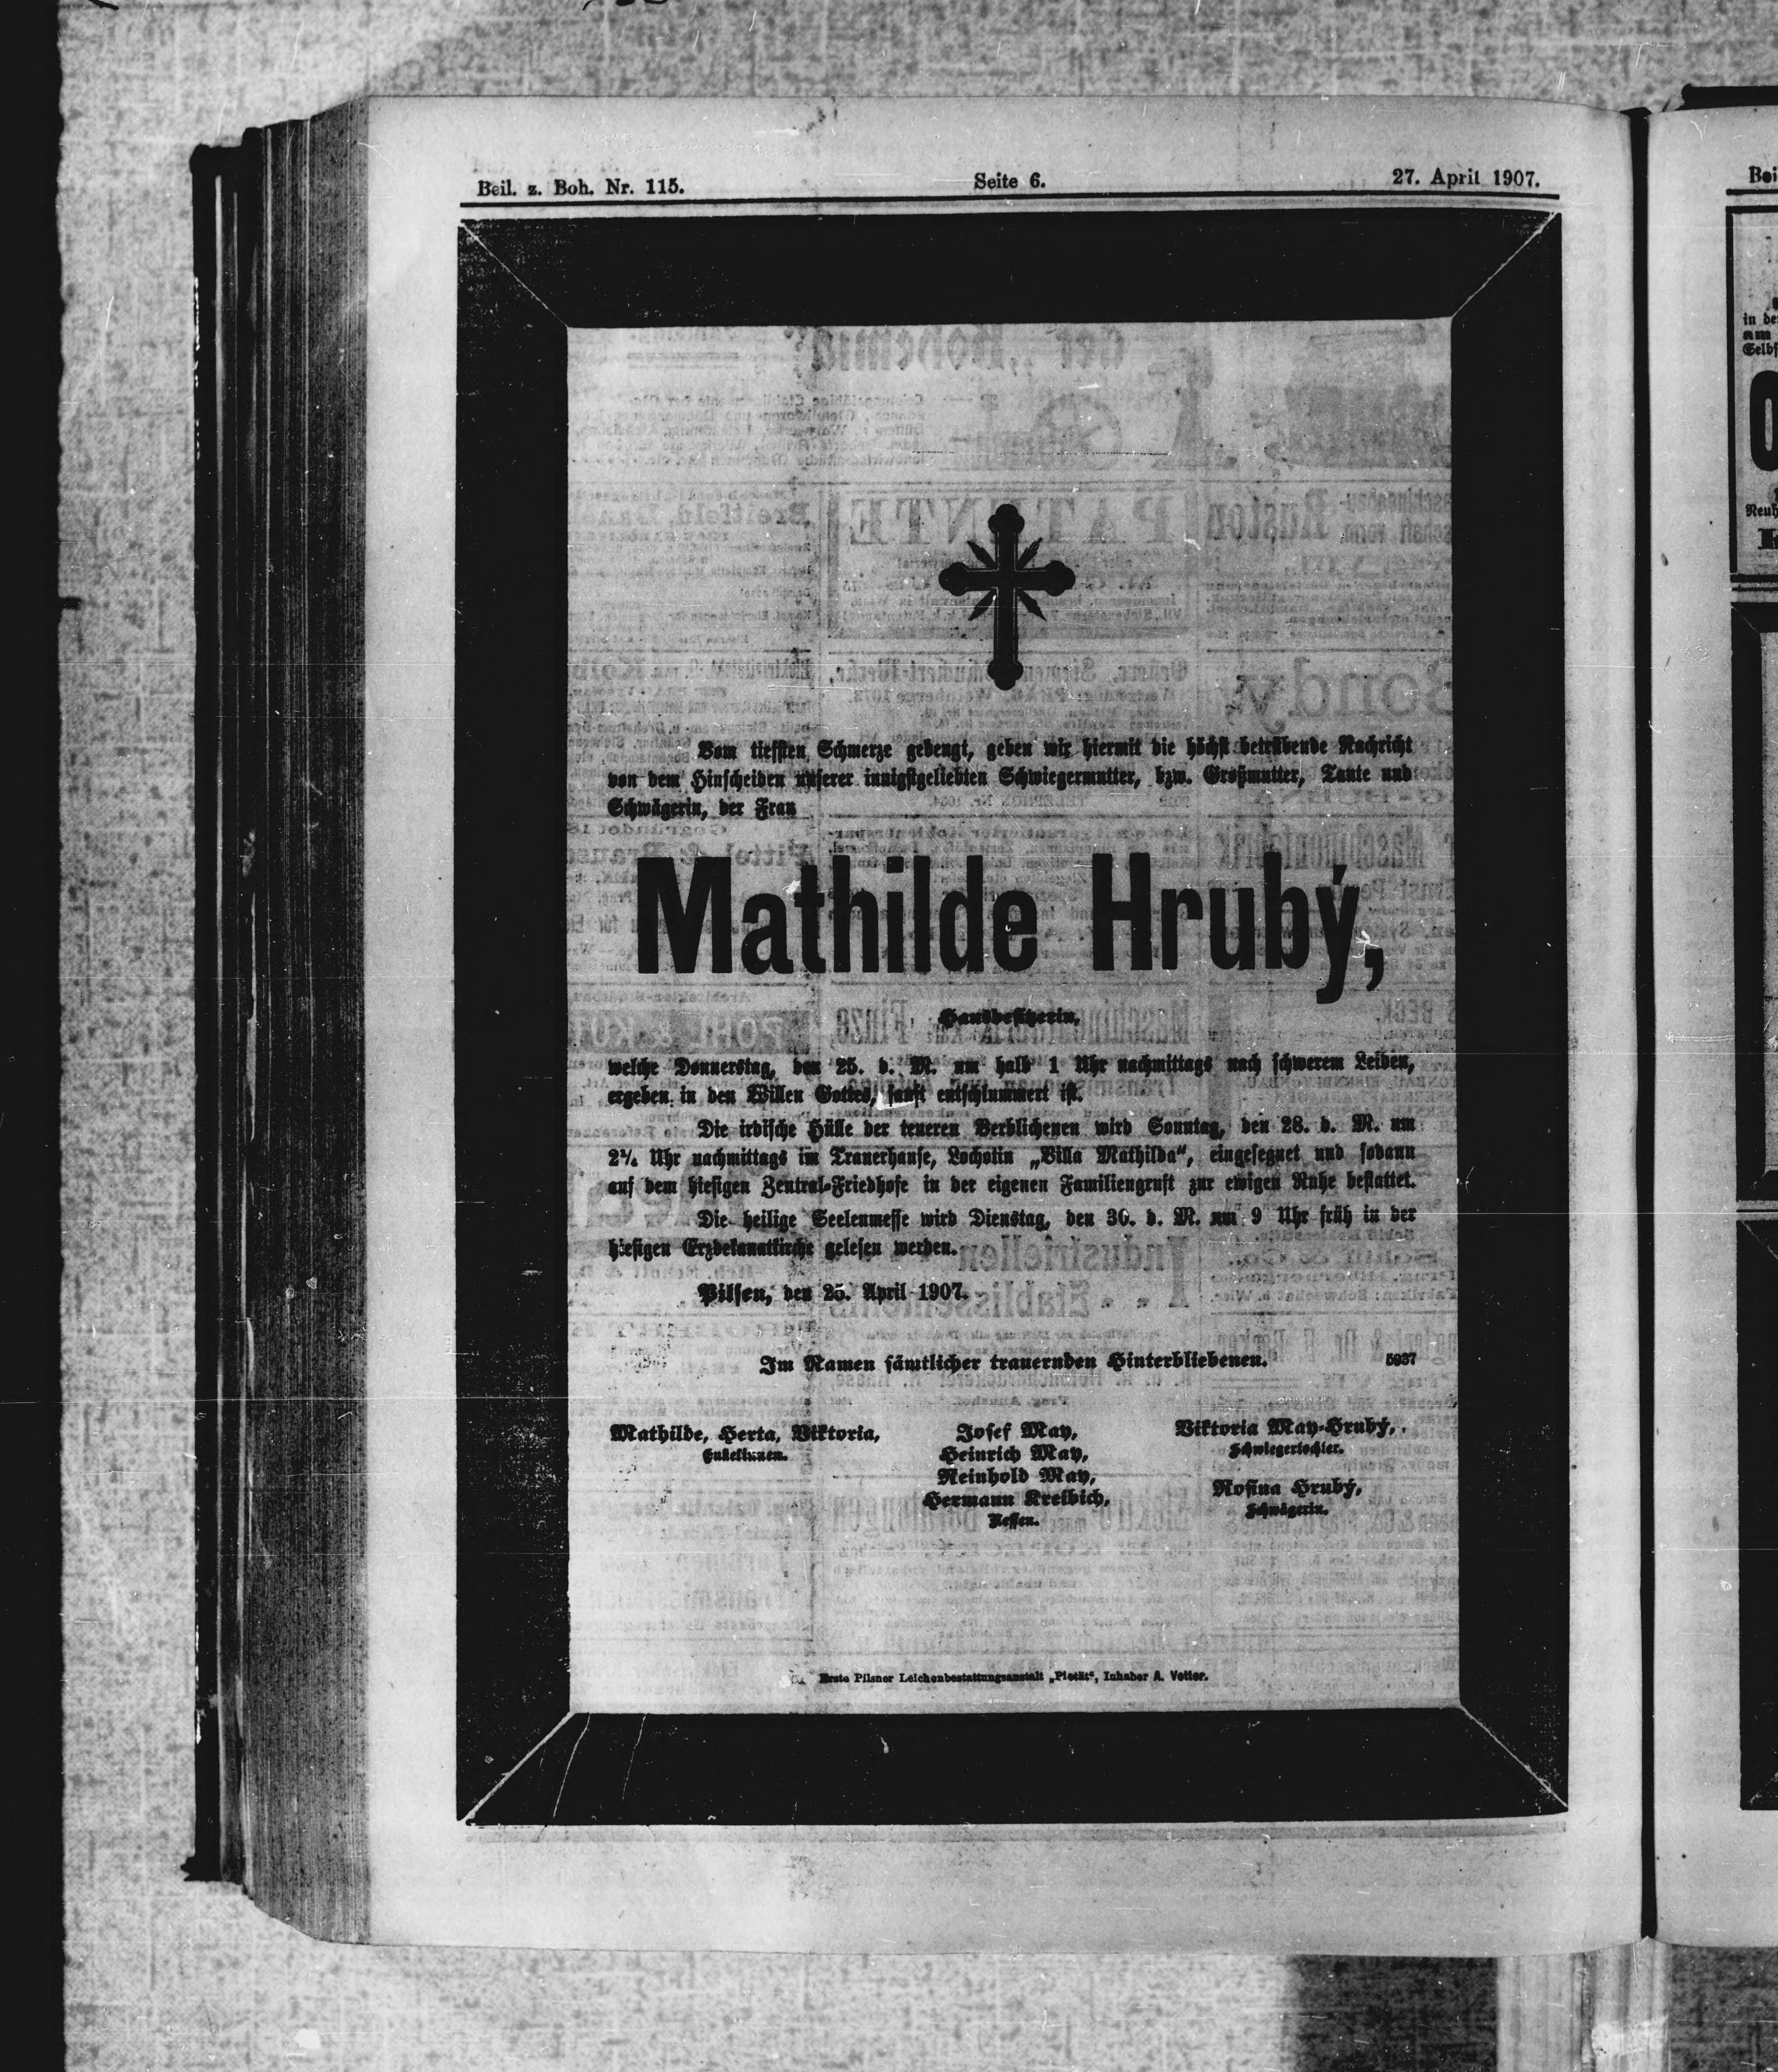 Beil. z. Boh. Nr. 115.
Seite 6.
27. April 1907.
Vom tiefsten Schmerze gebeugt, geben wir hiermit die höchst betrübende Nachricht
von dem Hinscheiden unserer innigstgeliebten Schwiegermutter, bzw. Großmutter, Tante und
Schwägerin, der Frau
Mathilde Hrubý,
Hausbesitzerin,
welche Donnerstag, den 25. d. M. um halb 1 Uhr nachmittags nach schwerem Leiden,
ergeben in den Willen Gottes, sanft entschlummert ist.
Die irdische Hülle der teueren Verblichenen wird Sonntag, den 28. d. M. um
2¼ Uhr nachmittags im Trauerhause, Lochotin „Villa Mathilda“, eingesegnet und sodann
auf dem hiesigen Zentral-Friedhofe in der eigenen Familiengruft zur ewigen Ruhe bestattet.
Die heilige Seelenmesse wird Dienstag, den 30. d. M. um 9 Uhr früh in der
hiesigen Erzdekanatkirche gelesen werden.
Pilsen, den 25. April 1907.
Im Namen sämtlicher trauernden Hinterbliebenen.
5037
Mathilde, Herta, Viktoria,
Enkelinnen.
Josef May,
Heinrich May,
Reinhold May,
Hermann Kreibich,
Neffen.
Viktoria May-Hrubý,
Schwiegertochter.
Rosina Hrubý,
Schwägerin.
Erste Pilsner Leichenbestattungsanstalt „Pietät“, Inhaber A. Vetter.